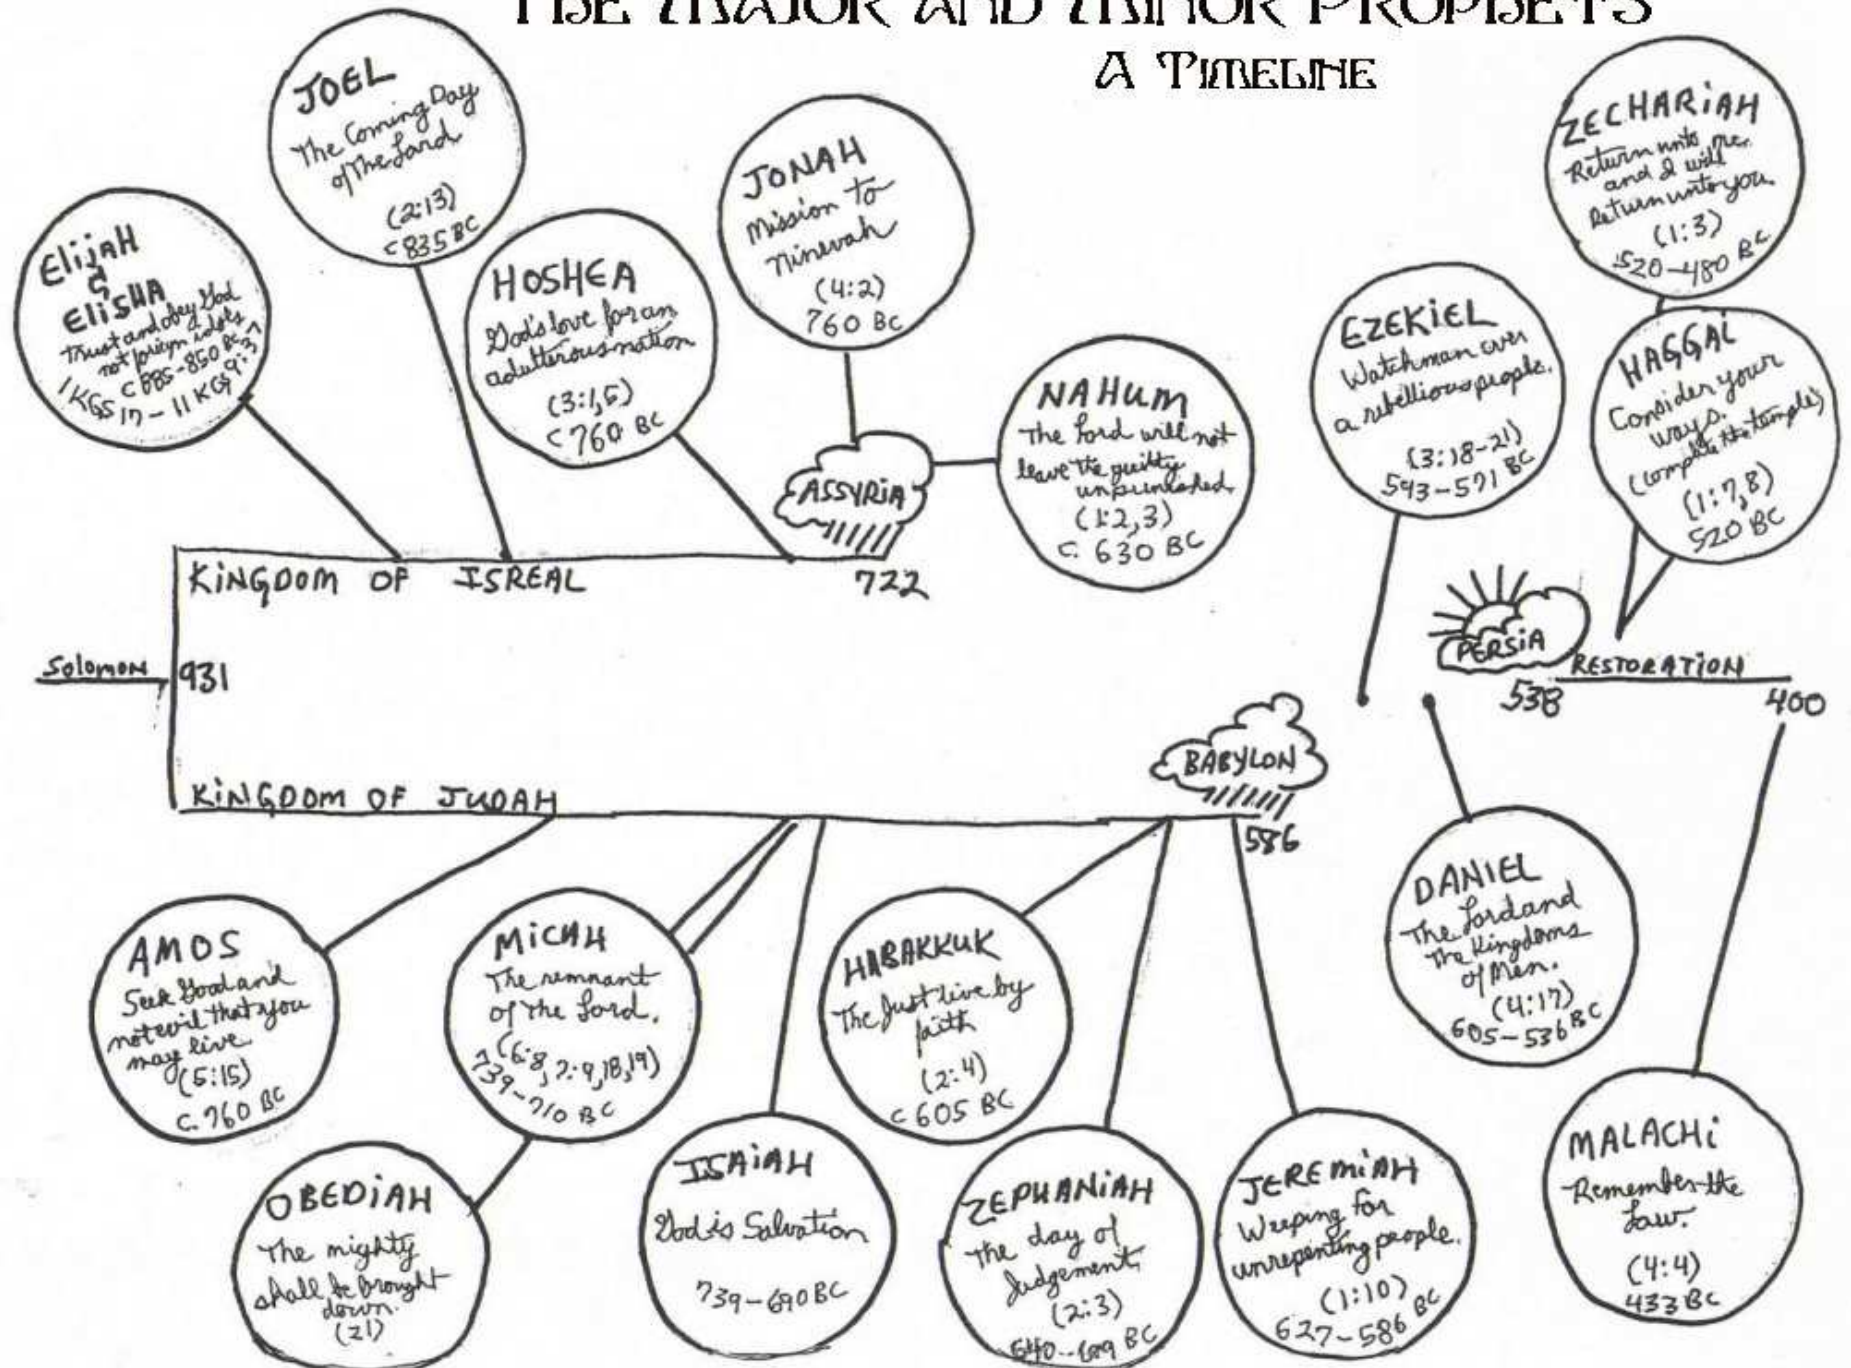 THE MAJOR AND MINOR PROPHETS
A TIMELINE
ELIJAH
&
ELISHA
Trust and obey God
not foreign idols
C 885-850 BC
1 KGS 17 - 11 KGS 9:37
JOEL
The Coming Day
of The Lord
(2:13)
C 835 BC
HOSHEA
God's love for an
adulterous nation
(3:1,5)
C 760 BC
JONAH
Mission to
Ninevah
(4:2)
760 BC
ASSYRIA
NAHUM
The Lord will not
leave the guilty
unpunished
(1:2,3)
C. 630 BC
EZEKIEL
Watchman over
a rebellious people.
(3:18-21)
593-571 BC
ZECHARIAH
Return unto me
and I will
Return unto you.
(1:3)
520-480 BC
HAGGAI
Consider your
ways.
(complete the temple)
(1:7,8)
520 BC
KINGDOM OF ISREAL
722
Solomon
931
PERSIA
RESTORATION
538
400
BABYLON
KINGDOM OF JUDAH
586
AMOS
Seek Good and
not evil that you
may live
(5:15)
C. 760 BC
MICAH
The remnant
of the Lord.
(6:8, 7:9,18,19)
739-710 BC
OBEDIAH
The mighty
shall be brought
down.
(21)
ISAIAH
God is Salvation
739-690 BC
HABAKKUK
The Just live by
faith
(2:4)
C 605 BC
ZEPHANIAH
The day of
Judgement
(2:3)
BC
JEREMIAH
Weeping for
unrepenting people.
(1:10)
627-586 BC
DANIEL
The Lord and
The Kingdoms
of Men.
(4:17)
605-536 BC
MALACHI
Remember the
Law.
(4:4)
433 BC